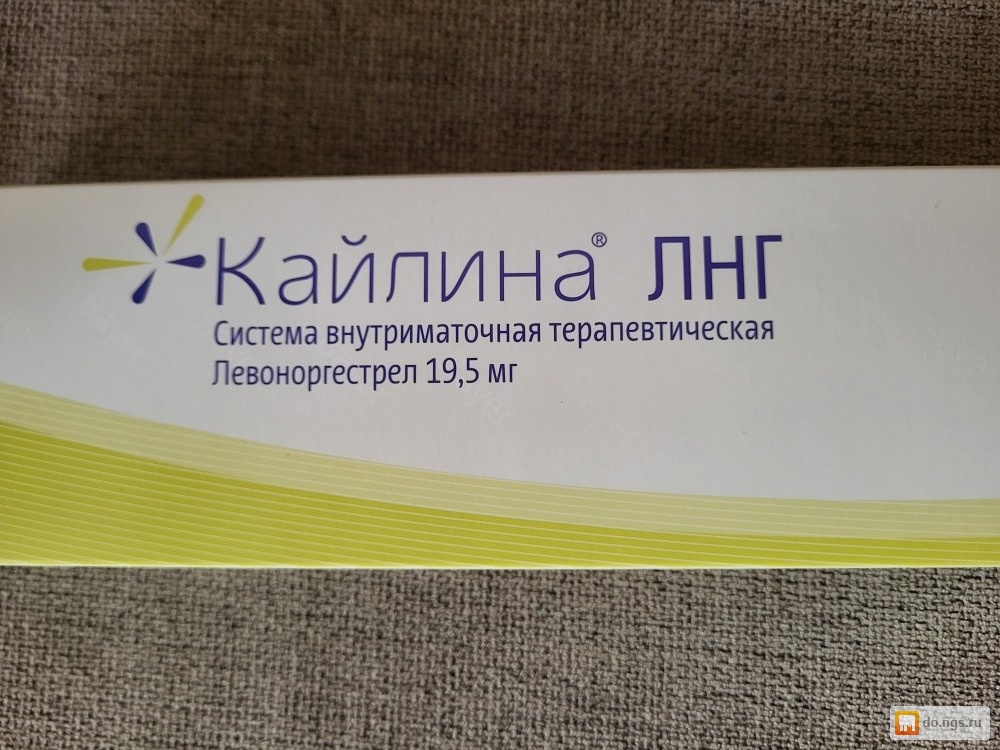 Кайлина® ЛНГ
Система внутриматочная терапевтическая
Левоноргестрел 19,5 мг
do.ngs.ru